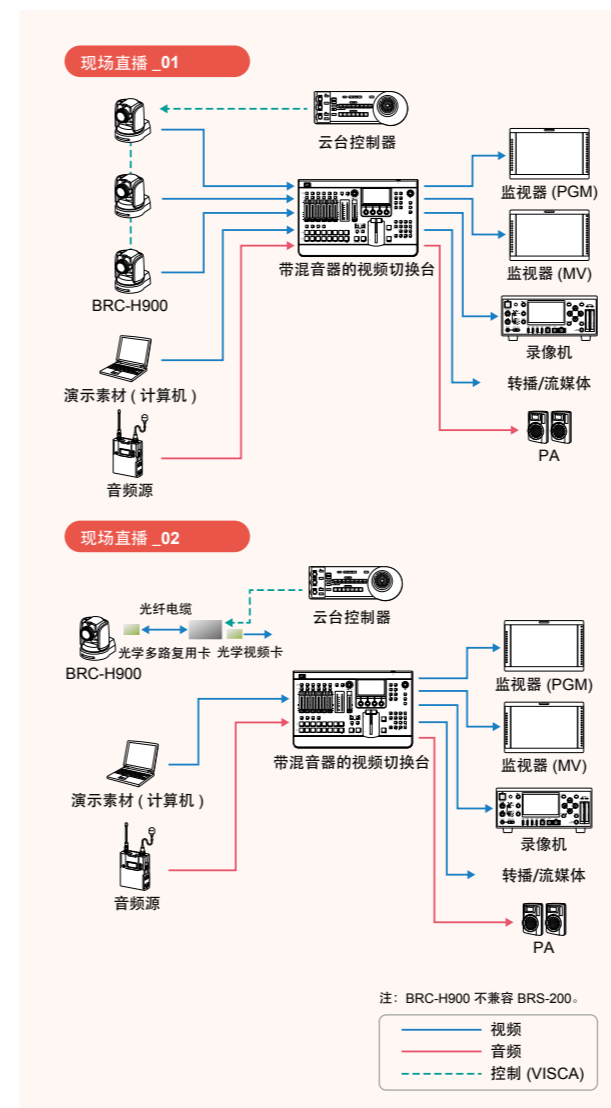 现场直播 _01
云台控制器
监视器 (PGM)
带混音器的视频切换台
监视器 (MV)
BRC-H900
录像机
演示素材 ( 计算机 )
转播/流媒体
PA
音频源
现场直播 _02
光纤电缆
云台控制器
光学多路复用卡 光学视频卡
BRC-H900
监视器 (PGM)
带混音器的视频切换台
监视器 (MV)
演示素材 ( 计算机 )
录像机
转播/流媒体
音频源
PA
注：BRC-H900 不兼容 BRS-200。
视频
音频
控制 (VISCA)